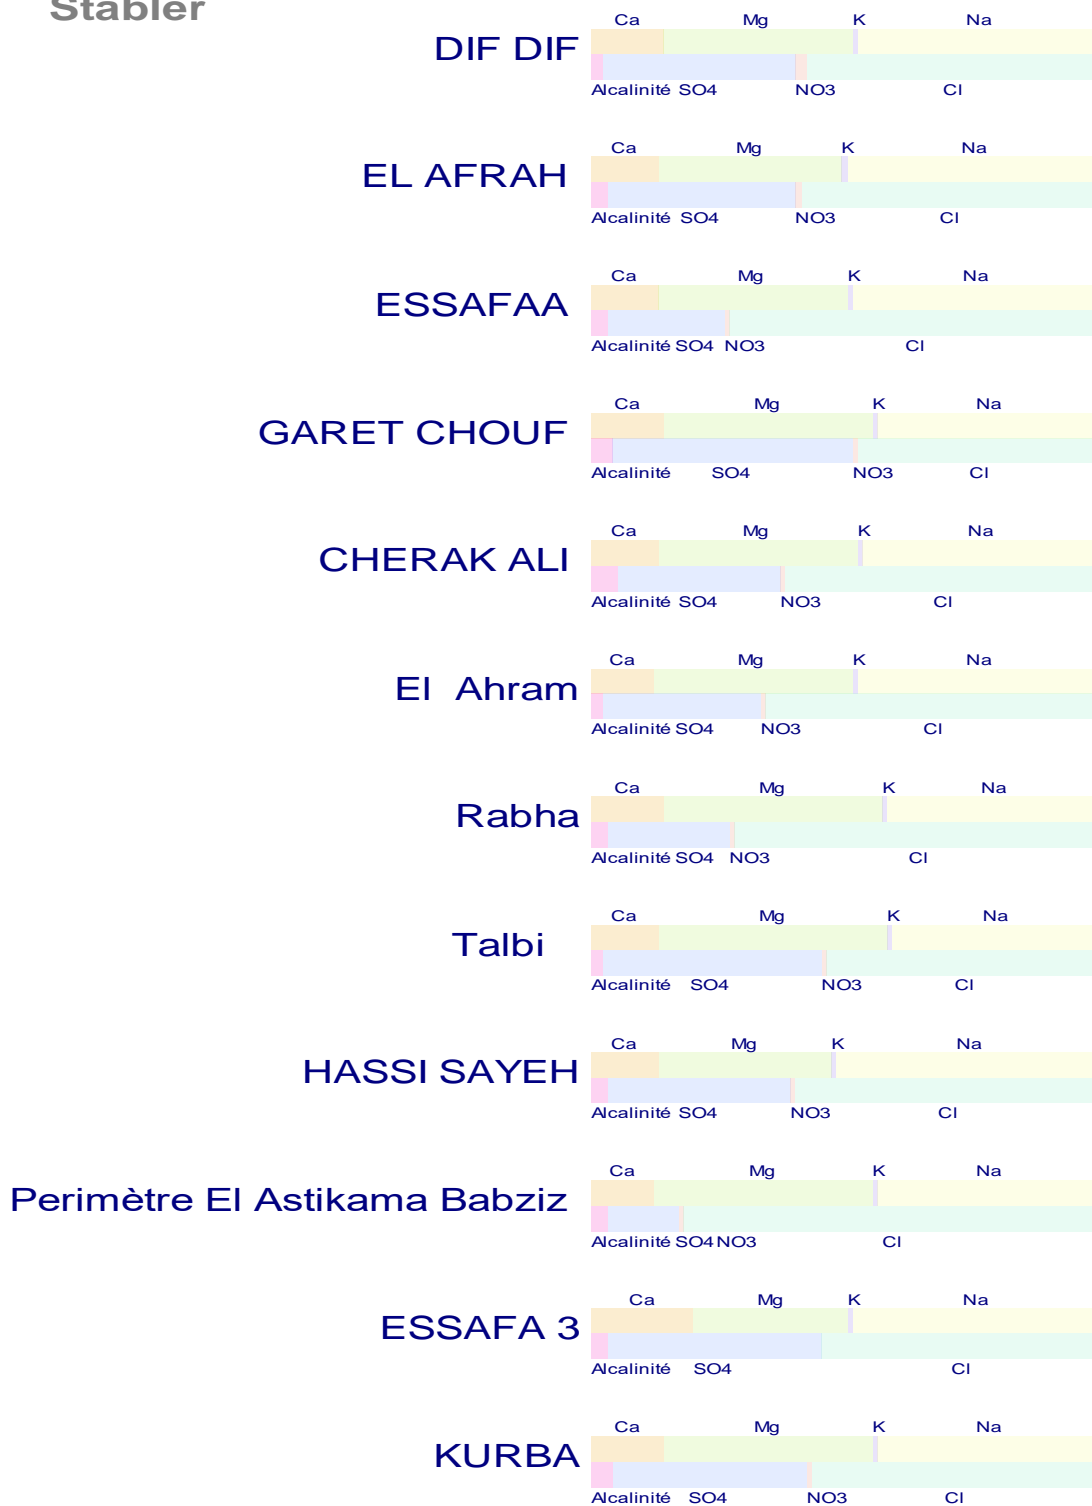 Stabler
Ca Mg K Na
DIF DIF
Alcalinité SO4 NO3 Cl
Ca Mg K Na
EL AFRAH
Alcalinité SO4 NO3 Cl
Ca Mg K Na
ESSAFAA
Alcalinité SO4 NO3 Cl
Ca Mg K Na
GARET CHOUF
Alcalinité SO4 NO3 Cl
Ca Mg K Na
CHERAK ALI
Alcalinité SO4 NO3 Cl
Ca Mg K Na
El Ahram
Alcalinité SO4 NO3 Cl
Ca Mg K Na
Rabha
Alcalinité SO4 NO3 Cl
Ca Mg K Na
Talbi
Alcalinité SO4 NO3 Cl
Ca Mg K Na
HASSI SAYEH
Alcalinité SO4 NO3 Cl
Ca Mg K Na
Perimètre El Astikama Babziz
Alcalinité SO4 NO3 Cl
Ca Mg K Na
ESSAFA 3
Alcalinité SO4 Cl
Ca Mg K Na
KURBA
Alcalinité SO4 NO3 Cl